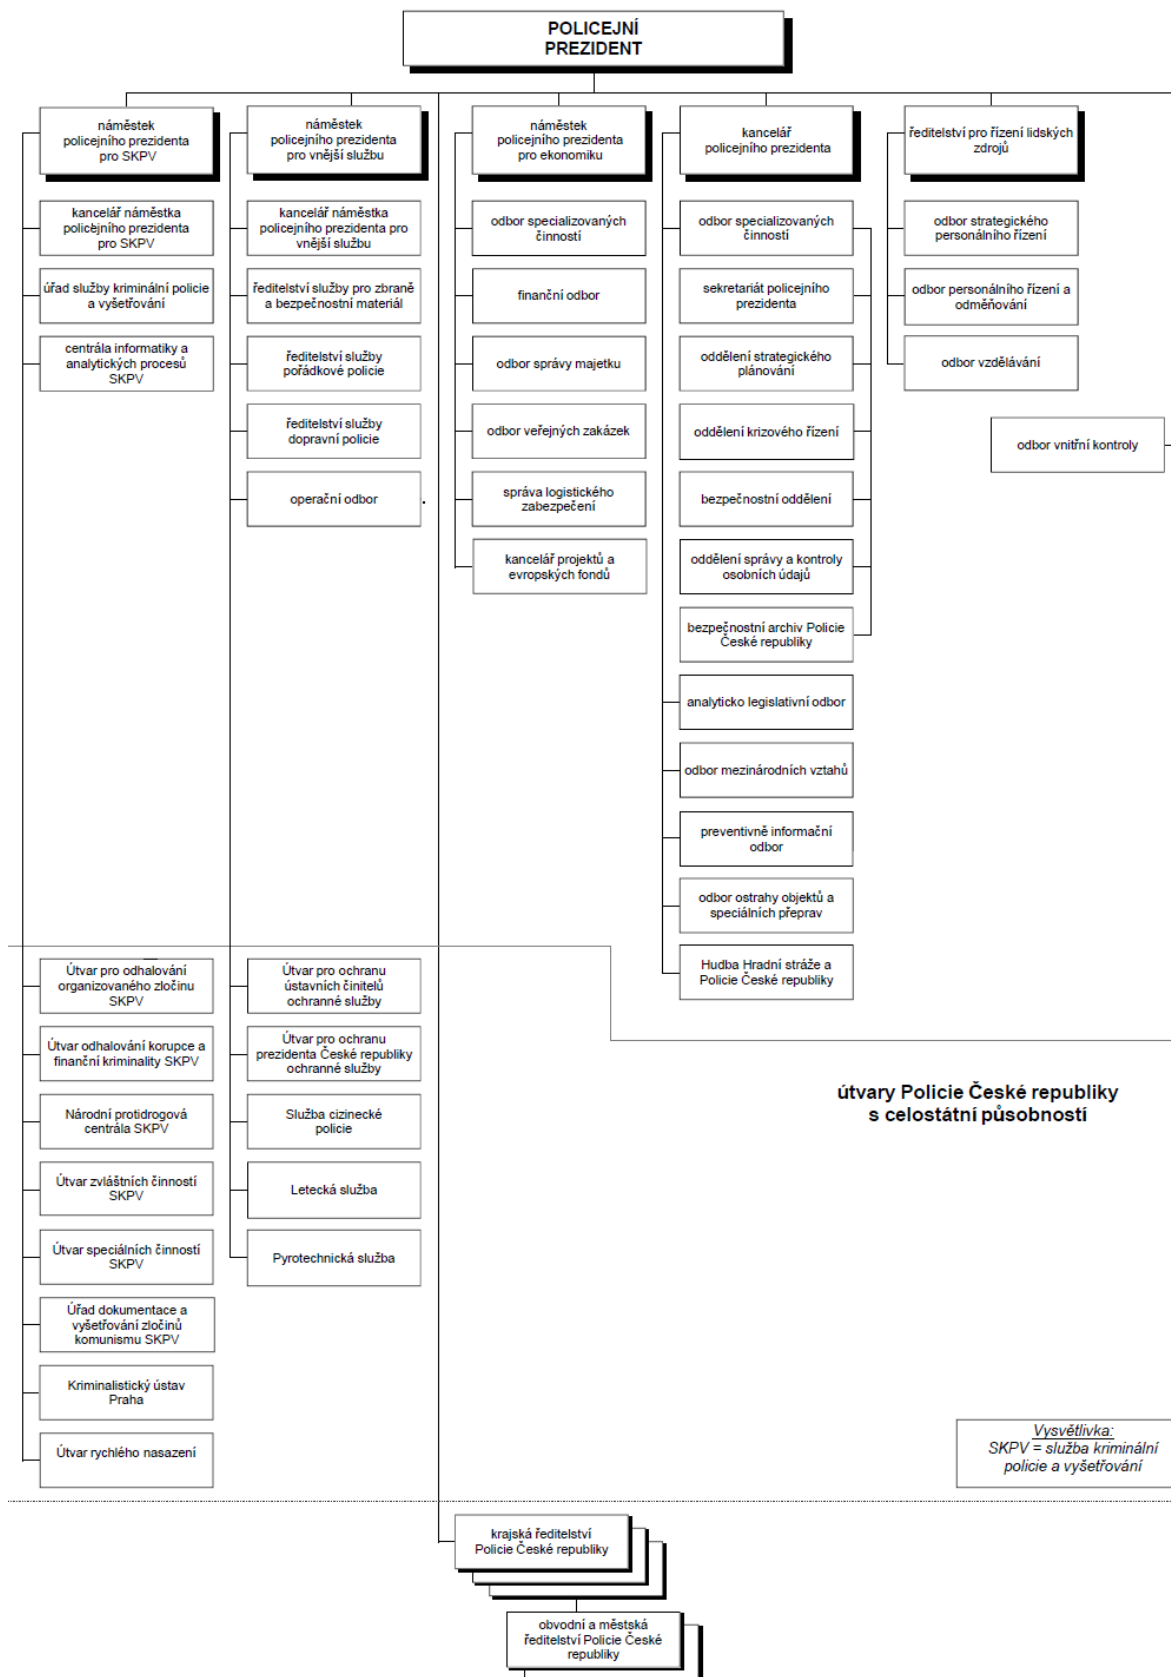 POLICEJNÍ
PREZIDENT
náměstek
policejního prezidenta
pro SKPV
kancelář náměstka
policejního prezidenta
pro SKPV
úřad služby kriminální policie
a vyšetřování
centrála informatiky a
analytických procesů
SKPV
náměstek
policejního prezidenta
pro vnější službu
kancelář náměstka
policejního prezidenta pro
vnější službu
ředitelství služby pro zbraně
a bezpečnostní materiál
ředitelství služby
pořádkové policie
ředitelství služby
dopravní policie
operační odbor
náměstek
policejního prezidenta
pro ekonomiku
odbor specializovaných
činností
finanční odbor
odbor správy majetku
odbor veřejných zakázek
správa logistického
zabezpečení
kancelář projektů a
evropských fondů
kancelář
policejního prezidenta
odbor specializovaných
činností
sekretariát policejního
prezidenta
oddělení strategického
plánování
oddělení krizového řízení
bezpečnostní oddělení
oddělení správy a kontroly
osobních údajů
bezpečnostní archiv Policie
České republiky
analyticko legislativní odbor
odbor mezinárodních vztahů
preventivně informační
odbor
odbor ostrahy objektů a
speciálních přeprav
Hudba Hradní stráže a
Policie České republiky
ředitelství pro řízení lidských
zdrojů
odbor strategického
personálního řízení
odbor personálního řízení a
odměňování
odbor vzdělávání
odbor vnitřní kontroly
Útvar pro odhalování
organizovaného zločinu
SKPV
Útvar odhalování korupce a
finanční kriminality SKPV
Národní protidrogová
centrála SKPV
Útvar zvláštních činností
SKPV
Útvar speciálních činností
SKPV
Úřad dokumentace a
vyšetřování zločinů
komunismu SKPV
Kriminalistický ústav
Praha
Útvar rychlého nasazení
Útvar pro ochranu
ústavních činitelů
ochranné služby
Útvar pro ochranu
prezidenta České republiky
ochranné služby
Služba cizinecké
policie
Letecká služba
Pyrotechnická služba
útvary Policie České republiky
s celostátní působností
Vysvětlivka:
SKPV = služba kriminální
policie a vyšetřování
krajská ředitelství
Policie České republiky
obvodní a městská
ředitelství Policie České
republiky